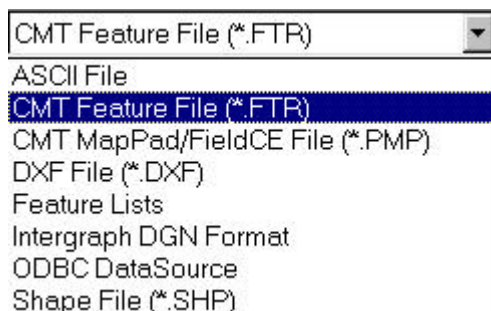 CMT Feature File (*.FTR)
ASCII File
CMT Feature File (*.FTR)
CMT MapPad/FieldCE File (*.PMP)
DXF File (*.DXF)
Feature Lists
Intergraph DGN Format
ODBC DataSource
Shape File (*.SHP)